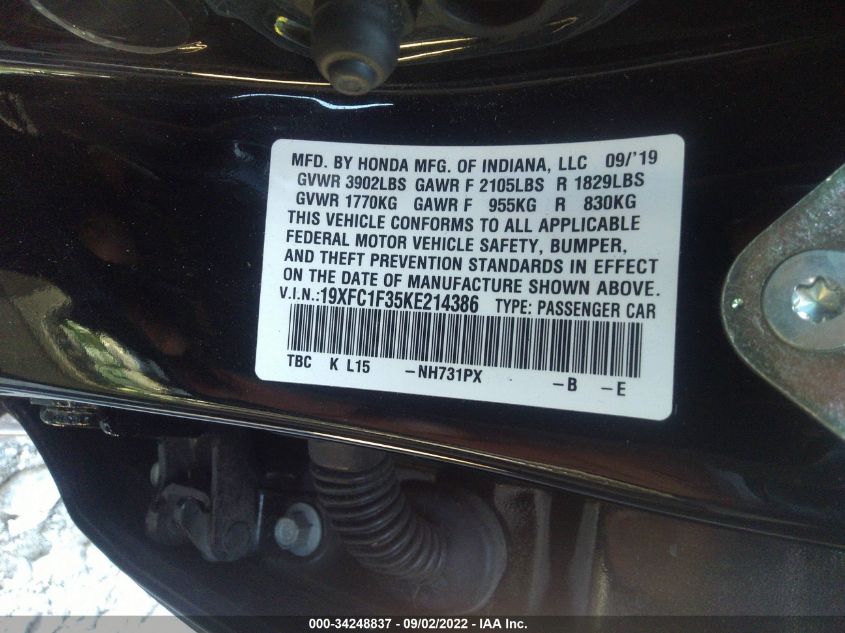 MFD. BY HONDA MFG. OF INDIANA, LLC 09/'19
GVWR 3902LBS GAWR F 2105LBS R 1829LBS
GVWR 1770KG GAWR F 955KG R 830KG
THIS VEHICLE CONFORMS TO ALL APPLICABLE
FEDERAL MOTOR VEHICLE SAFETY, BUMPER,
AND THEFT PREVENTION STANDARDS IN EFFECT
ON THE DATE OF MANUFACTURE SHOWN ABOVE.
V.I.N.:19XFC1F35KE214386 TYPE: PASSENGER CAR
TBC K L15 -NH731PX -B -E
000-34248837 - 09/02/2022 - IAA Inc.